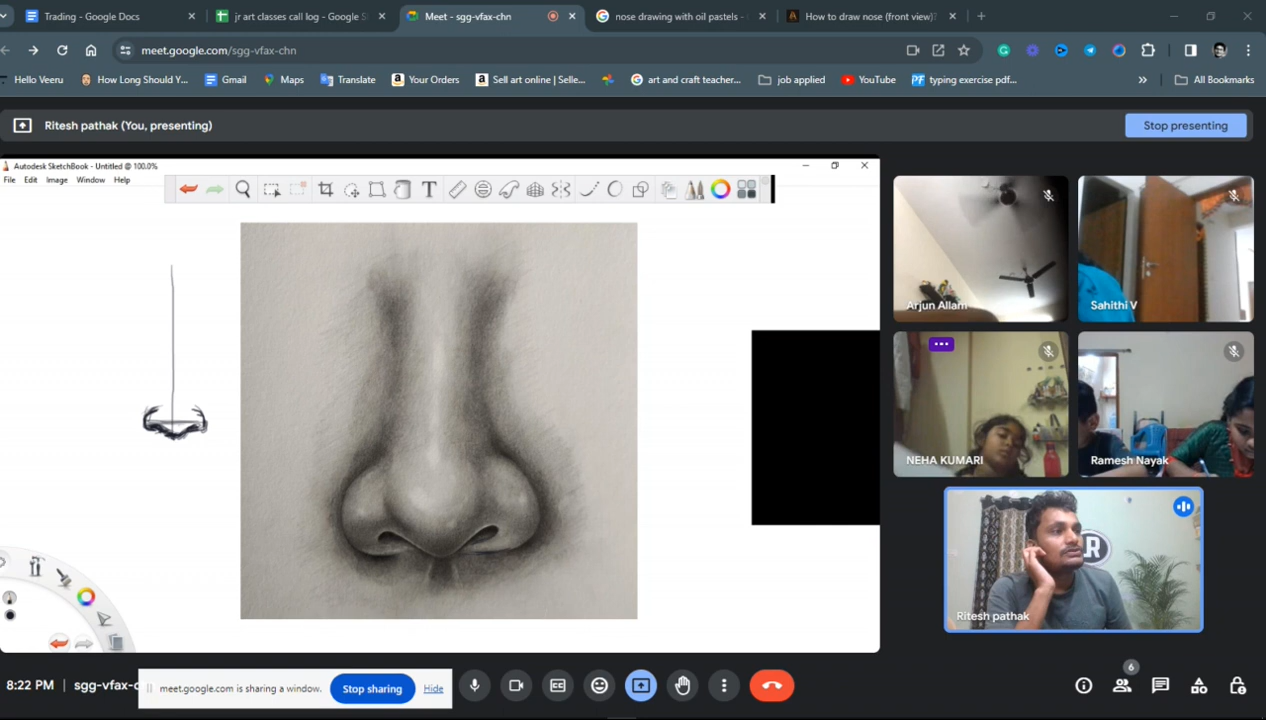 Trading - Google Docs
jr art classes call log - Google S
Meet - sgg-vfax-chn
nose drawing with oil pastels -
How to draw nose (front view)?
meet.google.com/sgg-vfax-chn
Hello Veeru
How Long Should Y...
Gmail
Maps
Translate
Your Orders
Sell art online | Selle...
art and craft teacher...
job applied
YouTube
typing exercise pdf...
All Bookmarks
Ritesh pathak (You, presenting)
Stop presenting
Autodesk SketchBook - Untitled @ 100.0%
File Edit Image Window Help
T
Arjun Allam
Sahithi V
NEHA KUMARI
Ramesh Nayak
R
Ritesh pathak
8:22 PM | sgg-vfax-c
meet.google.com is sharing a window.
Stop sharing
Hide
6